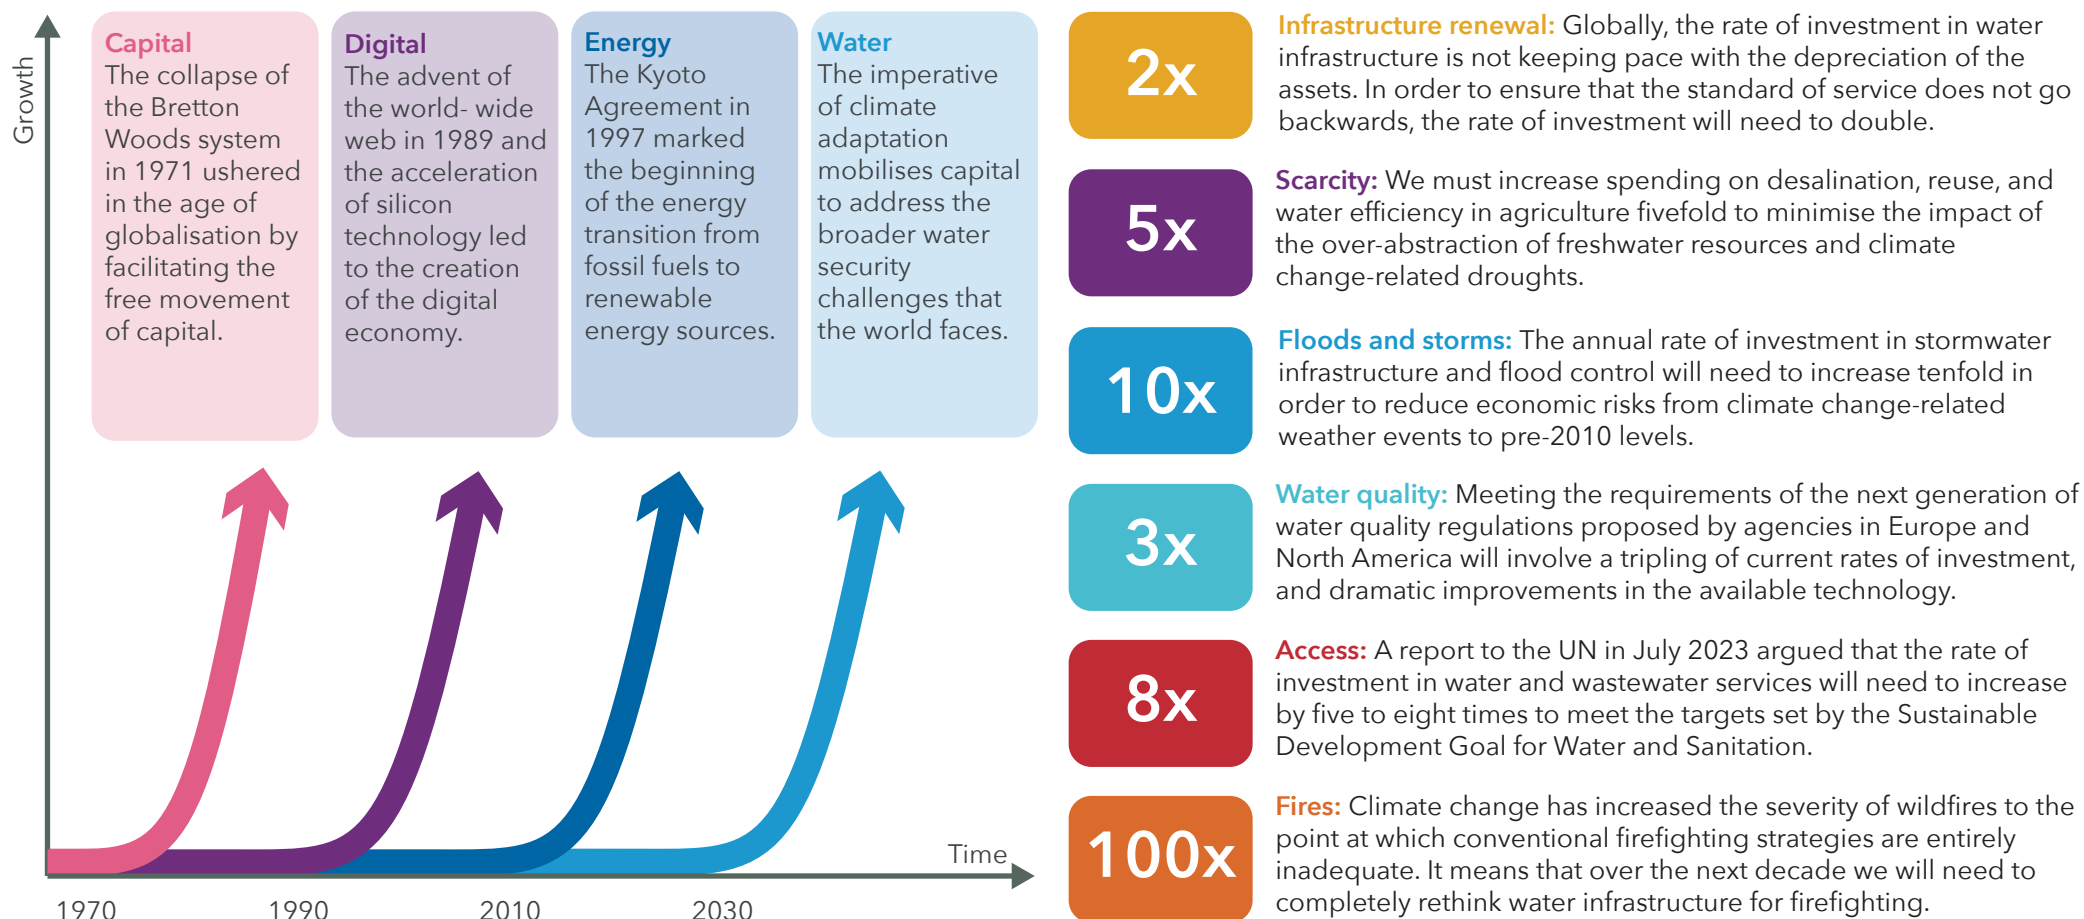 Growth
Capital
The collapse of
the Bretton
Woods system
in 1971 ushered
in the age of
globalisation by
facilitating the
free movement
of capital.
Digital
The advent of
the world- wide
web in 1989 and
the acceleration
of silicon
technology led
to the creation
of the digital
economy.
Energy
The Kyoto
Agreement in
1997 marked
the beginning
of the energy
transition from
fossil fuels to
renewable
energy sources.
Water
The imperative
of climate
adaptation
mobilises capital
to address the
broader water
security
challenges that
the world faces.
Time
1970
1990
2010
2030
2x
Infrastructure renewal: Globally, the rate of investment in water
infrastructure is not keeping pace with the depreciation of the
assets. In order to ensure that the standard of service does not go
backwards, the rate of investment will need to double.
5x
Scarcity: We must increase spending on desalination, reuse, and
water efficiency in agriculture fivefold to minimise the impact of
the over-abstraction of freshwater resources and climate
change-related droughts.
10x
Floods and storms: The annual rate of investment in stormwater
infrastructure and flood control will need to increase tenfold in
order to reduce economic risks from climate change-related
weather events to pre-2010 levels.
3x
Water quality: Meeting the requirements of the next generation of
water quality regulations proposed by agencies in Europe and
North America will involve a tripling of current rates of investment,
and dramatic improvements in the available technology.
8x
Access: A report to the UN in July 2023 argued that the rate of
investment in water and wastewater services will need to increase
by five to eight times to meet the targets set by the Sustainable
Development Goal for Water and Sanitation.
100x
Fires: Climate change has increased the severity of wildfires to the
point at which conventional firefighting strategies are entirely
inadequate. It means that over the next decade we will need to
completely rethink water infrastructure for firefighting.